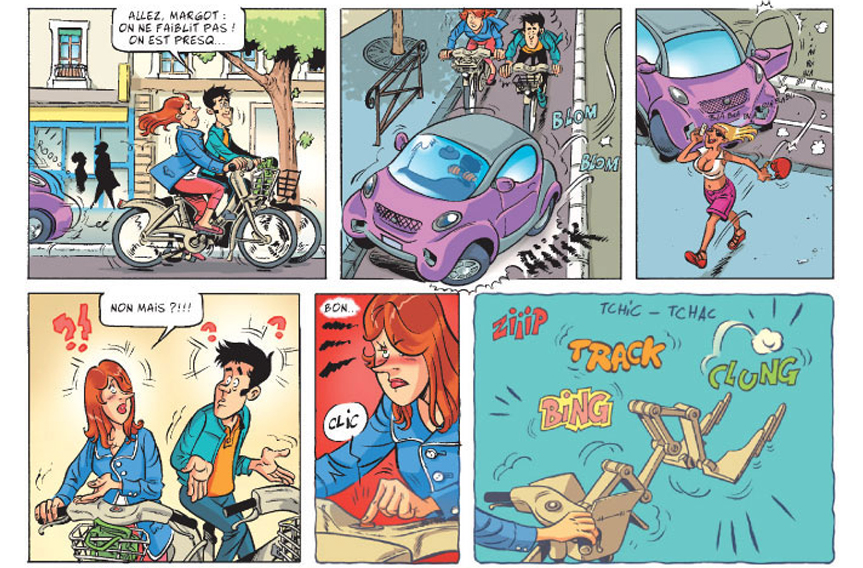 ALLEZ, MARGOT :
ON NE FAIBLIT PAS !
ON EST PRESQ...
BLOM
BLOM
NON MAIS ?!!!
?!
?
?
BON...
CLIC
ZiiiP
TCHiC - TCHAC
TRACK
CLUNG
BiNG